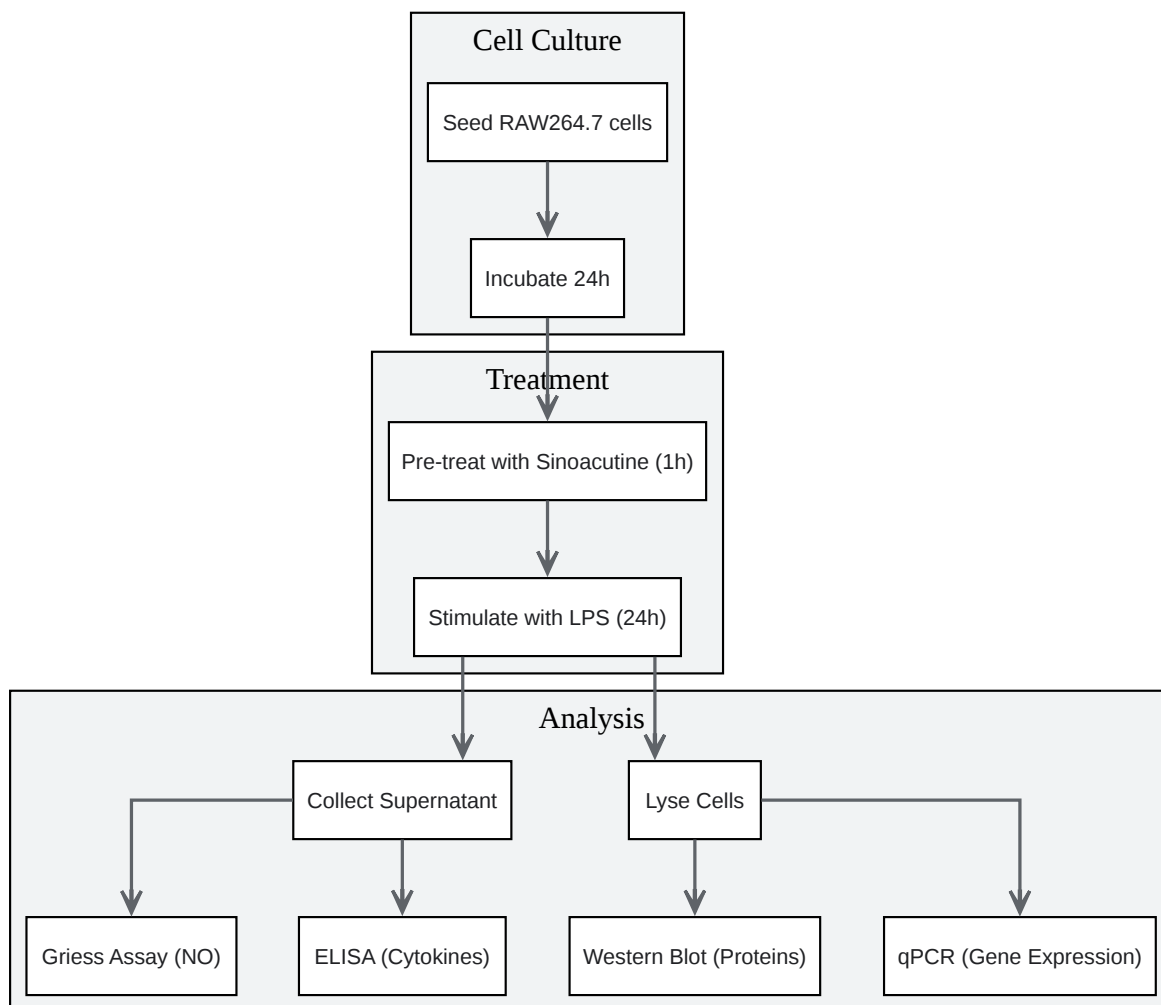 Cell Culture
Seed RAW264.7 cells
Incubate 24h
Treatment
Pre-treat with Sinoacutine (1h)
Stimulate with LPS (24h)
Analysis
Collect Supernatant
Lyse Cells
Griess Assay (NO)
ELISA (Cytokines)
Western Blot (Proteins)
qPCR (Gene Expression)